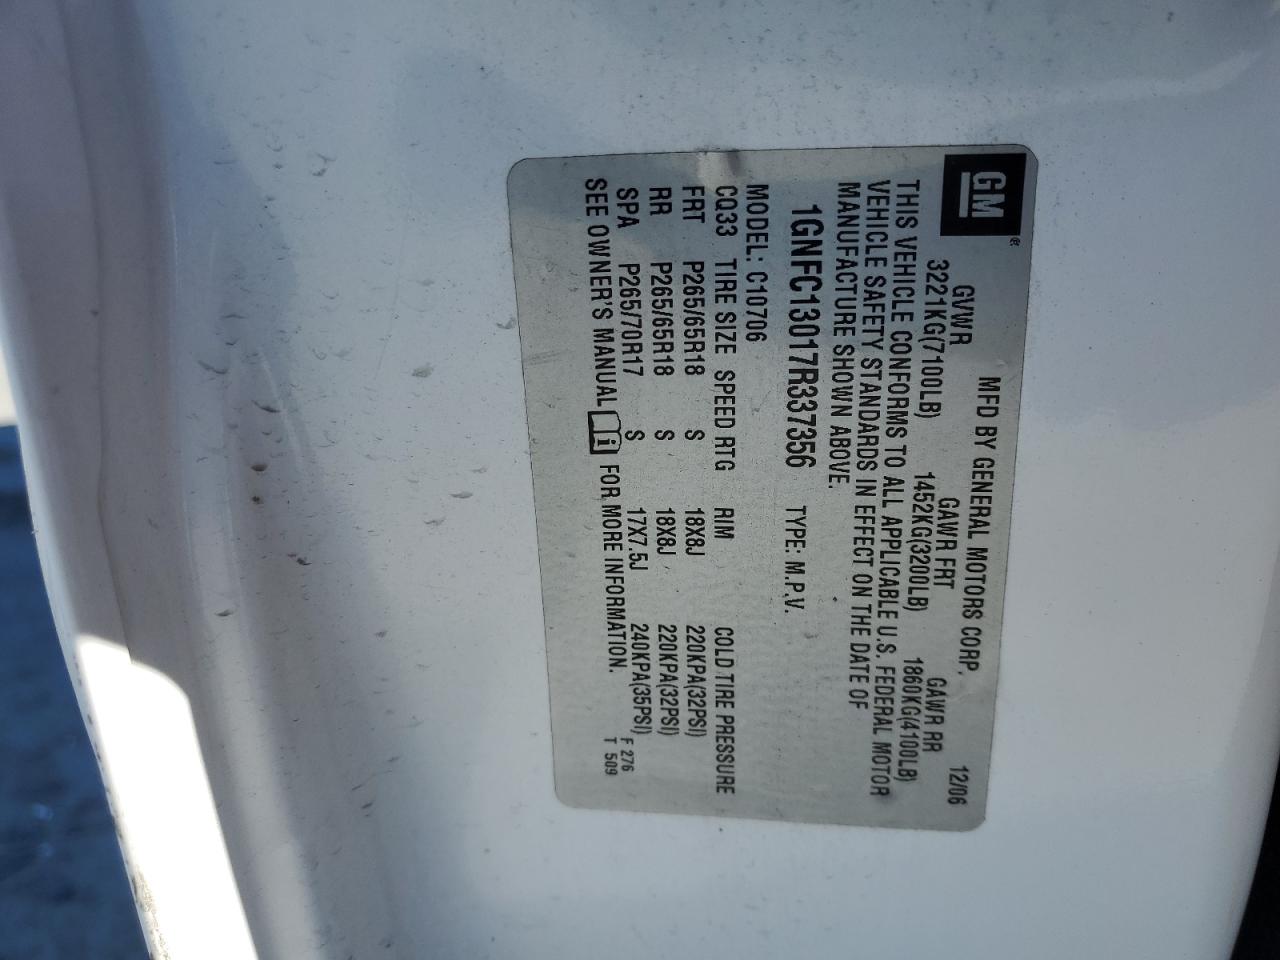 GM®
MFD BY GENERAL MOTORS CORP. 12/06
GVWR GAWR FRT GAWR RR
3221KG(7100LB) 1452KG(3200LB) 1860KG(4100LB)
THIS VEHICLE CONFORMS TO ALL APPLICABLE U.S. FEDERAL MOTOR
VEHICLE SAFETY STANDARDS IN EFFECT ON THE DATE OF
MANUFACTURE SHOWN ABOVE.
1GNFC13017R337356 TYPE: M.P.V.
MODEL: C10706
CQ33 TIRE SIZE SPEED RTG RIM COLD TIRE PRESSURE
FRT P265/65R18 S 18X8J 220KPA(32PSI)
RR P265/65R18 S 18X8J 220KPA(32PSI)
SPA P265/70R17 S 17X7.5J 240KPA(35PSI)
SEE OWNER'S MANUAL i FOR MORE INFORMATION.
F 276
T 509